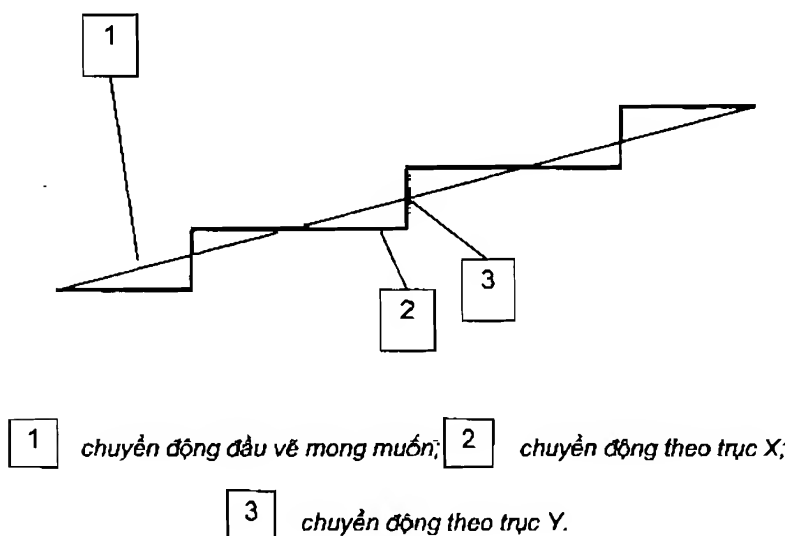 1
3
2
1 chuyển động đầu vẽ mong muốn; 2 chuyển động theo trục X;
3 chuyển động theo trục Y.